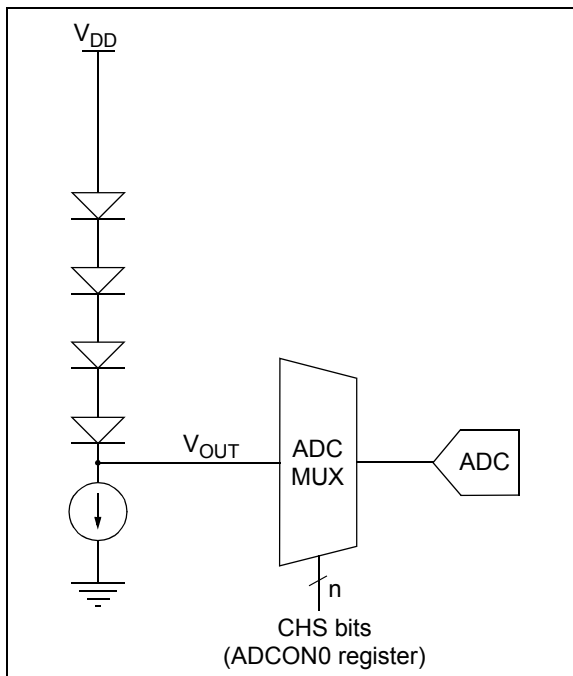 VDD
VOUT
ADC
MUX
ADC
n
CHS bits
(ADCON0 register)